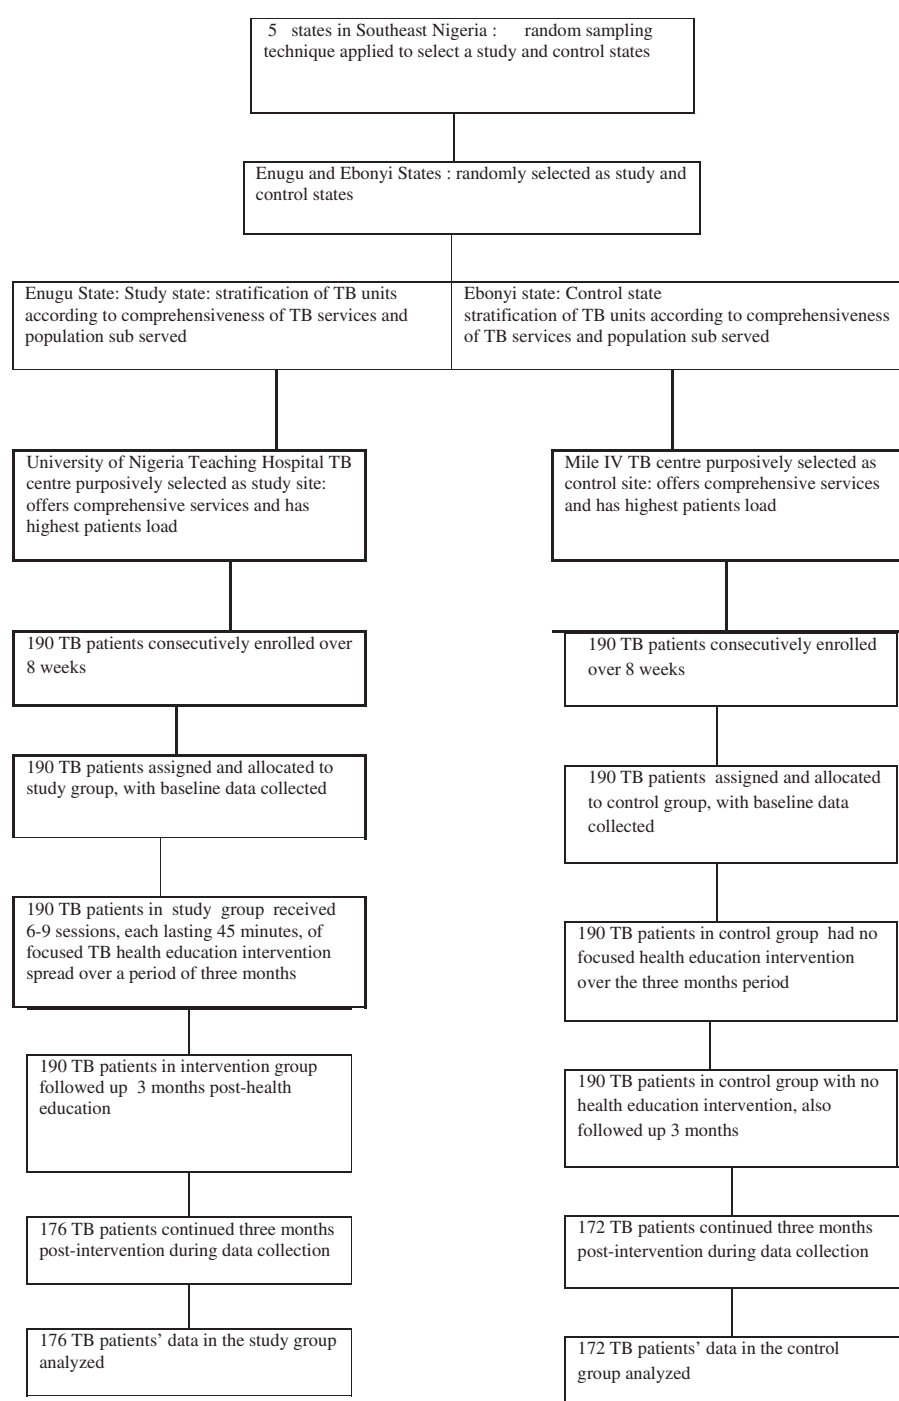 5 states in Southeast Nigeria : random sampling
technique applied to select a study and control states
Enugu and Ebonyi States : randomly selected as study and
control states
Enugu State: Study state: stratification of TB units
according to comprehensiveness of TB services and
population sub served
Ebonyi state: Control state
stratification of TB units according to comprehensiveness
of TB services and population sub served
University of Nigeria Teaching Hospital TB
centre purposively selected as study site:
offers comprehensive services and has
highest patients load
Mile IV TB centre purposively selected as
control site: offers comprehensive services
and has highest patients load
190 TB patients consecutively enrolled over
8 weeks
190 TB patients consecutively enrolled
over 8 weeks
190 TB patients assigned and allocated to
study group, with baseline data collected
190 TB patients assigned and allocated
to control group, with baseline data
collected
190 TB patients in study group received
6-9 sessions, each lasting 45 minutes, of
focused TB health education intervention
spread over a period of three months
190 TB patients in control group had no
focused health education intervention
over the three months period
190 TB patients in intervention group
followed up 3 months post-health
education
190 TB patients in control group with no
health education intervention, also
followed up 3 months
176 TB patients continued three months
post-intervention during data collection
172 TB patients continued three months
post-intervention during data collection
176 TB patients’ data in the study group
analyzed
172 TB patients’ data in the control
group analyzed